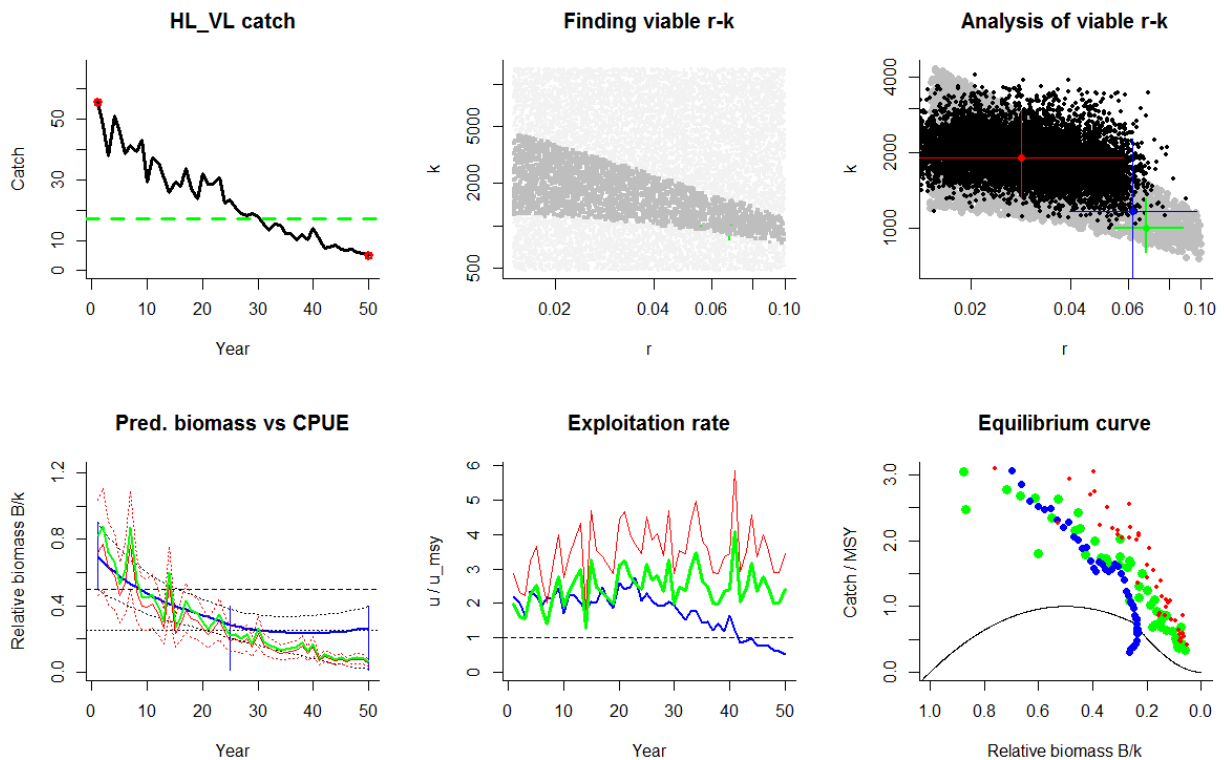 HL_VL catch
Catch
50
30
10
0
0 10 20 30 40 50
Year
Finding viable r-k
k
5000
2000
500
0.02 0.04 0.06 0.10
r
Analysis of viable r-k
k
4000
2000
1000
0.02 0.04 0.06 0.10
r
Pred. biomass vs CPUE
Relative biomass B/k
1.2
0.8
0.4
0.0
0 10 20 30 40 50
Year
Exploitation rate
u / u_msy
6
5
4
3
2
1
0
0 10 20 30 40 50
Year
Equilibrium curve
Catch / MSY
3.0
2.0
1.0
0.0
1.0 0.8 0.6 0.4 0.2 0.0
Relative biomass B/k